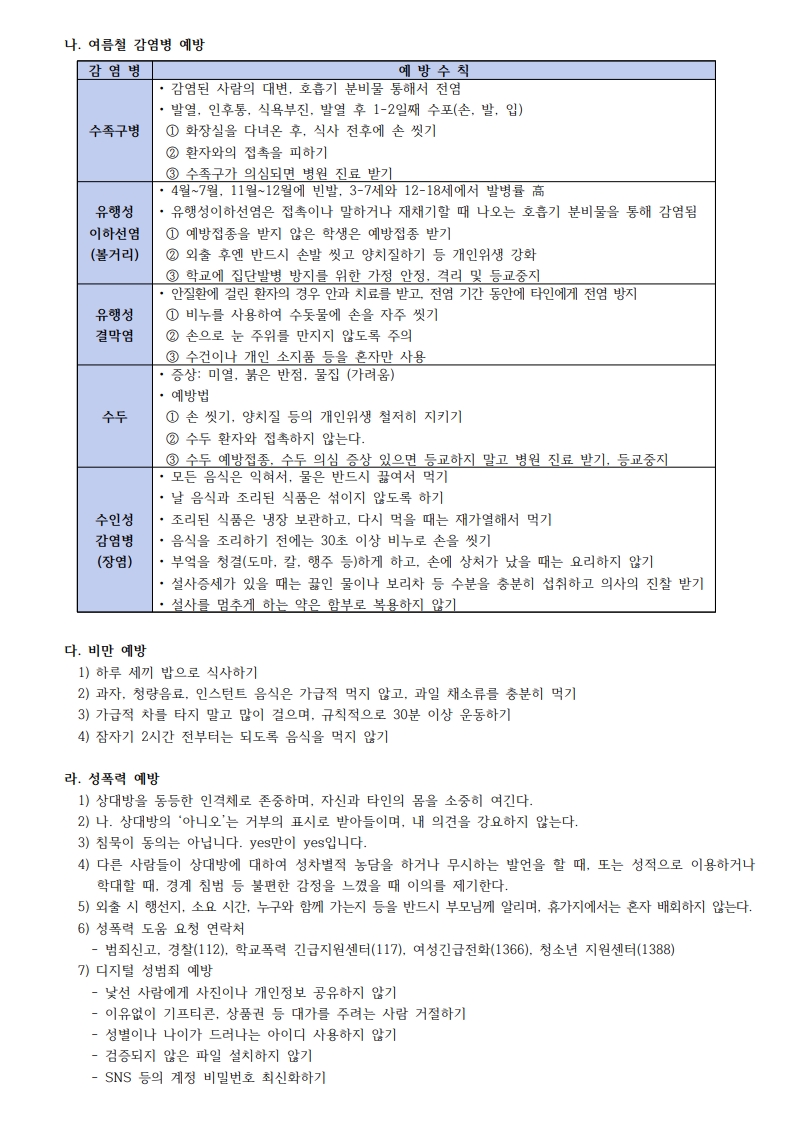 나. 여름철 감염병 예방
감 염 병
예 방 수 칙
수족구병
• 감염된 사람의 대변, 호흡기 분비물 통해서 전염
• 발열, 인후통, 식욕부진, 발열 후 1-2일째 수포(손, 발, 입)
① 화장실을 다녀온 후, 식사 전후에 손 씻기
② 환자와의 접촉을 피하기
③ 수족구가 의심되면 병원 진료 받기
유행성
이하선염
(볼거리)
• 4월~7월, 11월~12월에 빈발, 3-7세와 12-18세에서 발병률 高
• 유행성이하선염은 접촉이나 말하거나 재채기할 때 나오는 호흡기 분비물을 통해 감염됨
① 예방접종을 받지 않은 학생은 예방접종 받기
② 외출 후엔 반드시 손발 씻고 양치질하기 등 개인위생 강화
③ 학교에 집단발병 방지를 위한 가정 안정, 격리 및 등교중지
유행성
결막염
• 안질환에 걸린 환자의 경우 안과 치료를 받고, 전염 기간 동안에 타인에게 전염 방지
① 비누를 사용하여 수돗물에 손을 자주 씻기
② 손으로 눈 주위를 만지지 않도록 주의
③ 수건이나 개인 소지품 등을 혼자만 사용
수두
• 증상: 미열, 붉은 반점, 물집 (가려움)
• 예방법
① 손 씻기, 양치질 등의 개인위생 철저히 지키기
② 수두 환자와 접촉하지 않는다.
③ 수두 예방접종, 수두 의심 증상 있으면 등교하지 말고 병원 진료 받기, 등교중지
수인성
감염병
(장염)
• 모든 음식은 익혀서, 물은 반드시 끓여서 먹기
• 날 음식과 조리된 식품은 섞이지 않도록 하기
• 조리된 식품은 냉장 보관하고, 다시 먹을 때는 재가열해서 먹기
• 음식을 조리하기 전에는 30초 이상 비누로 손을 씻기
• 부엌을 청결(도마, 칼, 행주 등)하게 하고, 손에 상처가 났을 때는 요리하지 않기
• 설사증세가 있을 때는 끓인 물이나 보리차 등 수분을 충분히 섭취하고 의사의 진찰 받기
• 설사를 멈추게 하는 약은 함부로 복용하지 않기
다. 비만 예방
1) 하루 세끼 밥으로 식사하기
2) 과자, 청량음료, 인스턴트 음식은 가급적 먹지 않고, 과일 채소류를 충분히 먹기
3) 가급적 차를 타지 말고 많이 걸으며, 규칙적으로 30분 이상 운동하기
4) 잠자기 2시간 전부터는 되도록 음식을 먹지 않기
라. 성폭력 예방
1) 상대방을 동등한 인격체로 존중하며, 자신과 타인의 몸을 소중히 여긴다.
2) 나. 상대방의 '아니오'는 거부의 표시로 받아들이며, 내 의견을 강요하지 않는다.
3) 침묵이 동의는 아닙니다. yes만이 yes입니다.
4) 다른 사람들이 상대방에 대하여 성차별적 농담을 하거나 무시하는 발언을 할 때, 또는 성적으로 이용하거나
학대할 때, 경계 침범 등 불편한 감정을 느꼈을 때 이의를 제기한다.
5) 외출 시 행선지, 소요 시간, 누구와 함께 가는지 등을 반드시 부모님께 알리며, 휴가지에서는 혼자 배회하지 않는다.
6) 성폭력 도움 요청 연락처
- 범죄신고, 경찰(112), 학교폭력 긴급지원센터(117), 여성긴급전화(1366), 청소년 지원센터(1388)
7) 디지털 성범죄 예방
- 낯선 사람에게 사진이나 개인정보 공유하지 않기
- 이유없이 기프티콘, 상품권 등 대가를 주려는 사람 거절하기
- 성별이나 나이가 드러나는 아이디 사용하지 않기
- 검증되지 않은 파일 설치하지 않기
- SNS 등의 계정 비밀번호 최신화하기